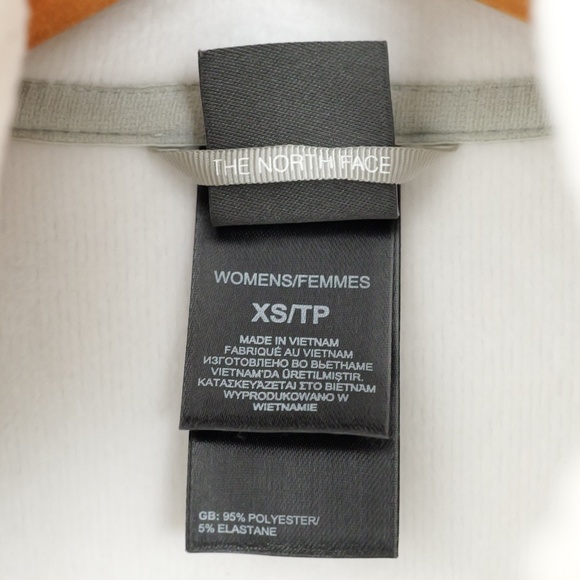 THE NORTH FACE
WOMENS/FEMMES
XS/TP
MADE IN VIETNAM
FABRIQUÉ AU VIETNAM
ИЗГОТОВЛЕНО ВО ВЬЕТНАМЕ
VIETNAM'DA ÜRETILMIŞTIR.
ΚΑΤΑΣΚΕΥΑΖΕΤΑΙ ΣΤΟ ΒΙΕΤΝΑΜ
WYPRODUKOWANO W
WIETNAMIE
GB: 95% POLYESTER/
5% ELASTANE